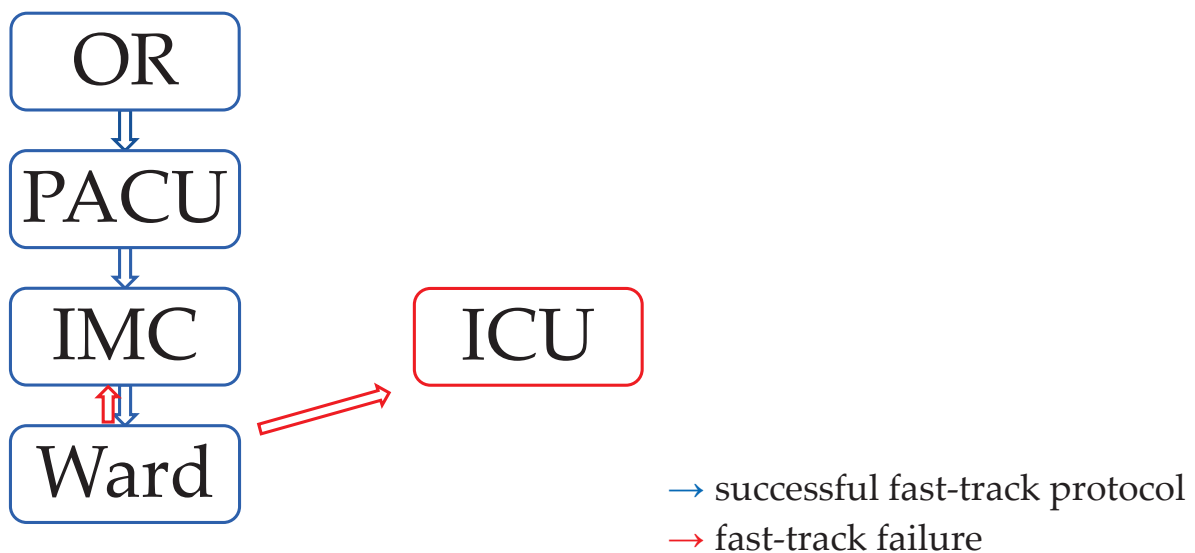 OR
PACU
IMC
ICU
Ward
→ successful fast-track protocol
→ fast-track failure